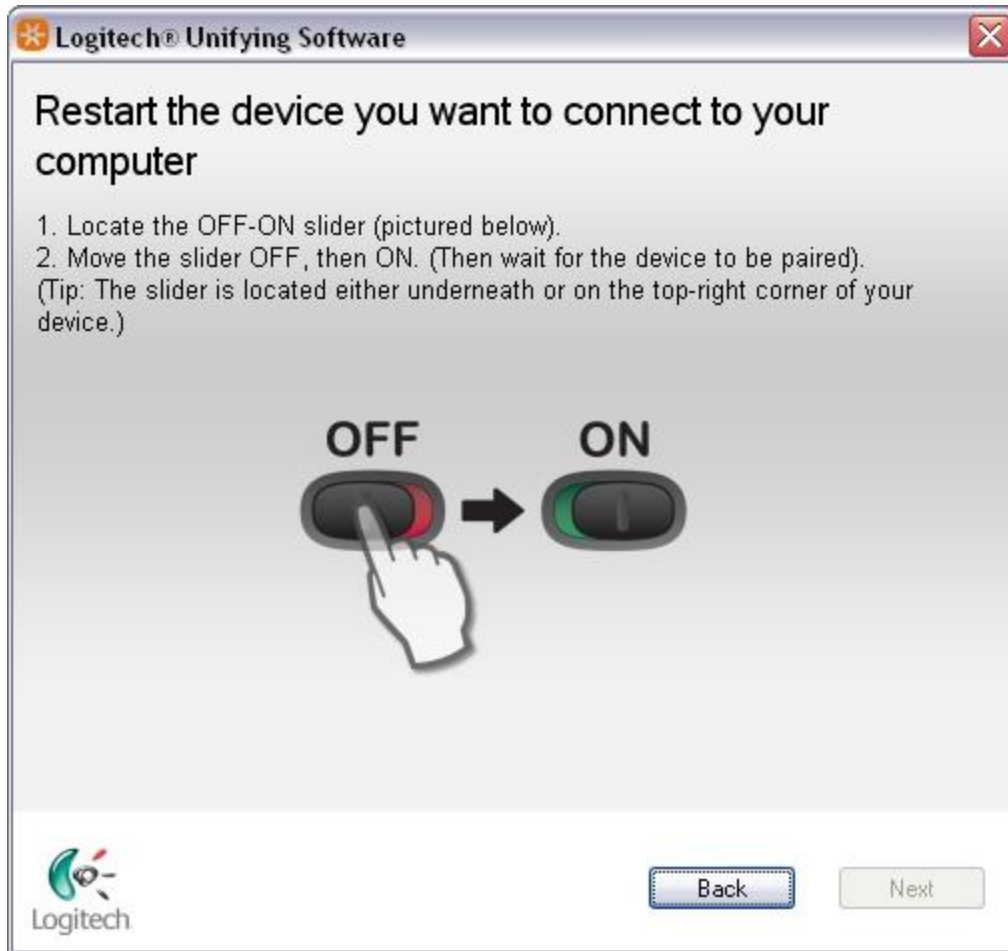 Logitech® Unifying Software
Restart the device you want to connect to your
computer
1. Locate the OFF-ON slider (pictured below).
2. Move the slider OFF, then ON. (Then wait for the device to be paired).
(Tip: The slider is located either underneath or on the top-right corner of your
device.)
OFF ON
Logitech
Back Next